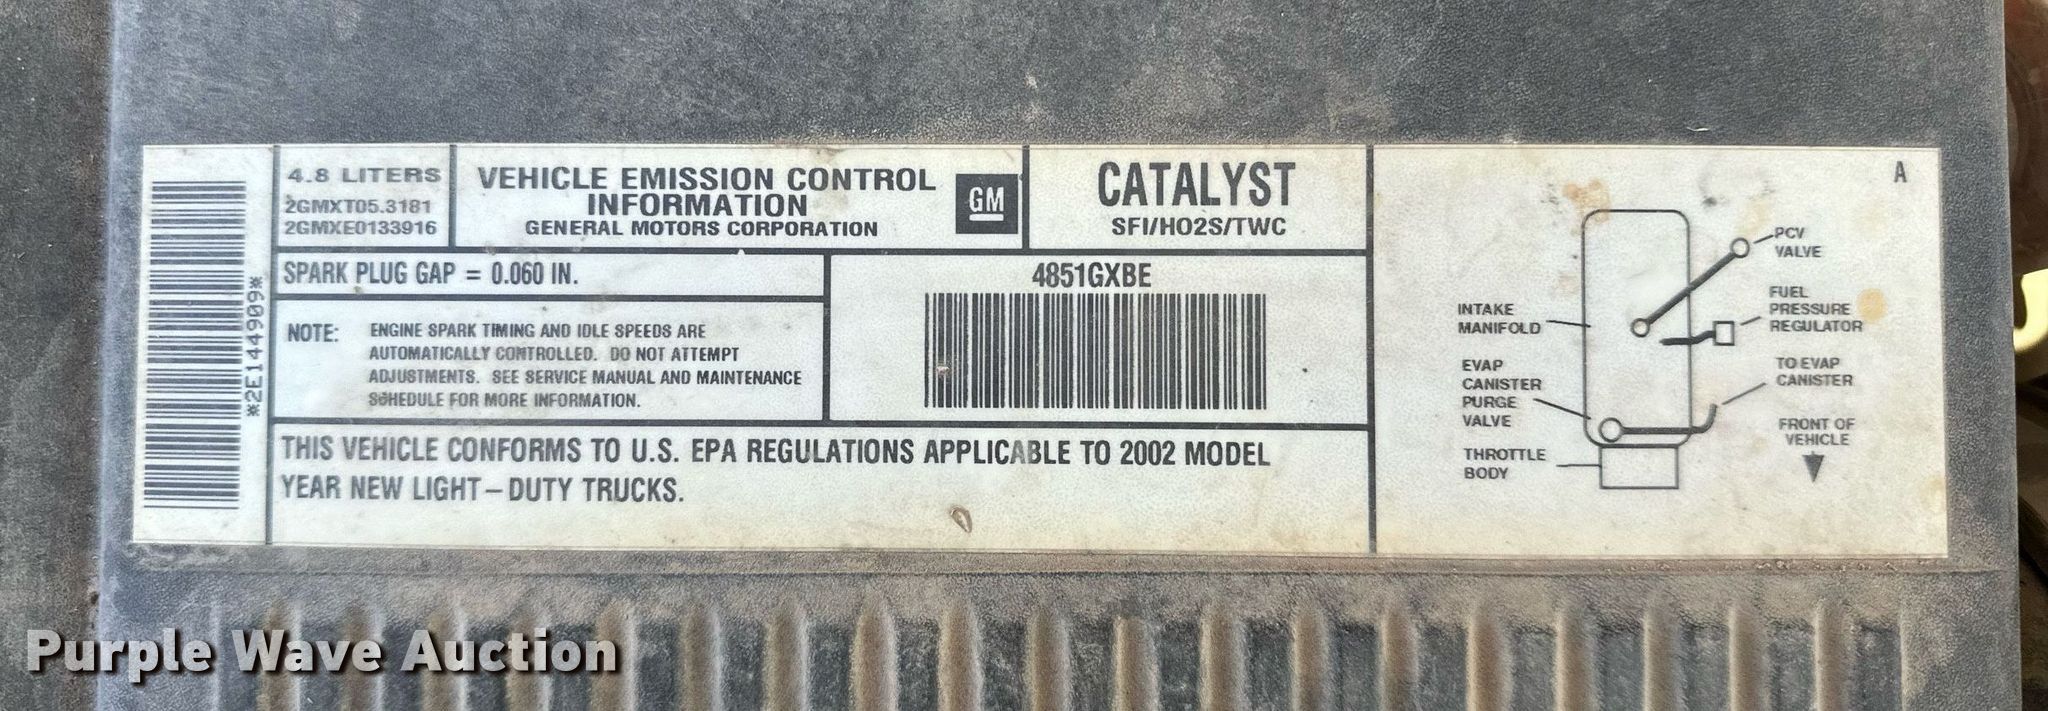 *2E144909*
4.8 LITERS
2GMXT05.3181
2GMXE0133916
VEHICLE EMISSION CONTROL
INFORMATION
GENERAL MOTORS CORPORATION
GM
CATALYST
SFI/HO2S/TWC
SPARK PLUG GAP = 0.060 IN.
NOTE: ENGINE SPARK TIMING AND IDLE SPEEDS ARE
AUTOMATICALLY CONTROLLED. DO NOT ATTEMPT
ADJUSTMENTS. SEE SERVICE MANUAL AND MAINTENANCE
SCHEDULE FOR MORE INFORMATION.
4851GXBE
THIS VEHICLE CONFORMS TO U.S. EPA REGULATIONS APPLICABLE TO 2002 MODEL
YEAR NEW LIGHT-DUTY TRUCKS.
A
PCV
VALVE
FUEL
PRESSURE
REGULATOR
INTAKE
MANIFOLD
EVAP
CANISTER
PURGE
VALVE
TO EVAP
CANISTER
THROTTLE
BODY
FRONT OF
VEHICLE
Purple Wave Auction